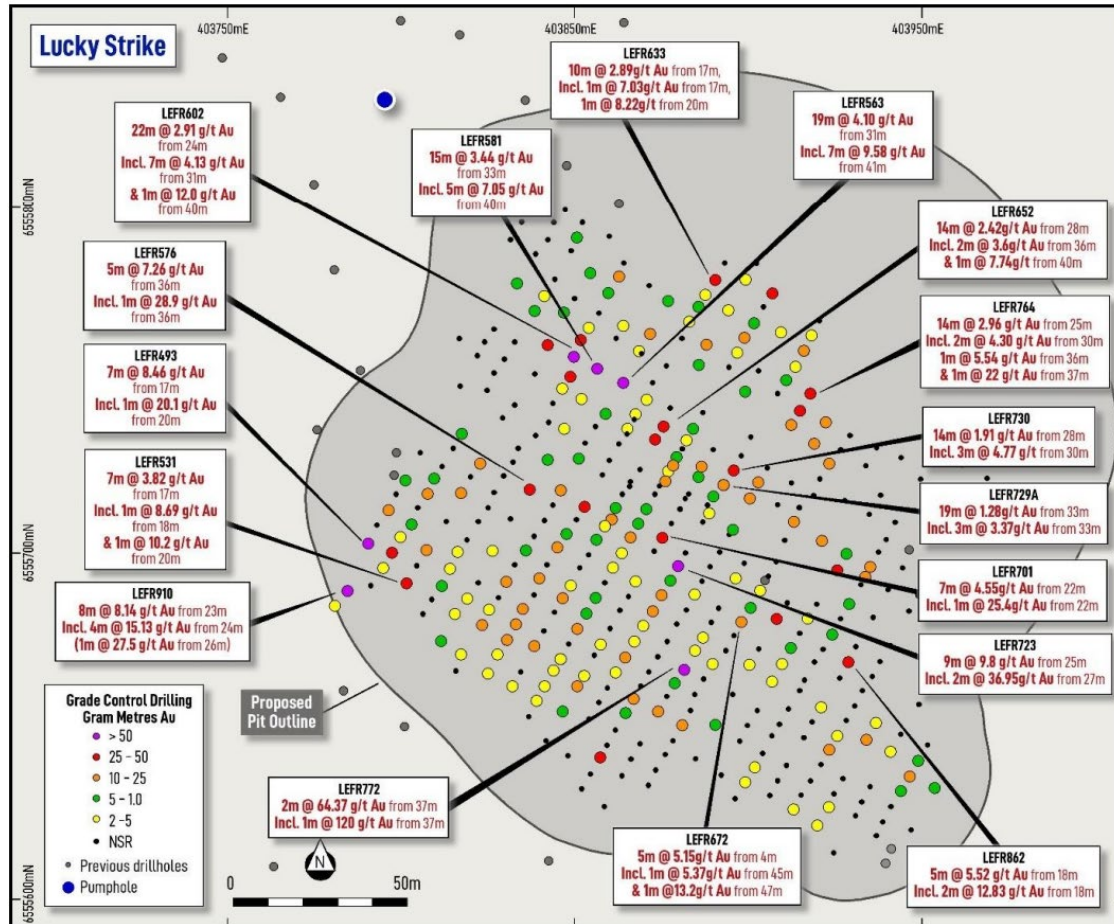 403750mE
403850mE
403950mE
Lucky Strike
6555800mN
6555700mN
6555600mN
LEFR633
10m @ 2.89g/t Au from 17m,
Incl. 1m @ 7.03g/t Au from 17m,
1m @ 8.22g/t from 20m
LEFR602
22m @ 2.91 g/t Au
from 24m
Incl. 7m @ 4.13 g/t Au
from 31m
& 1m @ 12.0 g/t Au
from 40m
LEFR581
15m @ 3.44 g/t Au
from 33m
Incl. 5m @ 7.05 g/t Au
from 40m
LEFR563
19m @ 4.10 g/t Au
from 31m
Incl. 7m @ 9.58 g/t Au
from 41m
LEFR652
14m @ 2.42g/t Au from 28m
Incl. 2m @ 3.6g/t Au from 36m
& 1m @ 7.74g/t from 40m
LEFR576
5m @ 7.26 g/t Au
from 36m
Incl. 1m @ 28.9 g/t Au
from 36m
LEFR764
14m @ 2.96 g/t Au from 25m
Incl. 2m @ 4.30 g/t Au from 30m
1m @ 5.54 g/t Au from 36m
& 1m @ 22 g/t Au from 37m
LEFR493
7m @ 8.46 g/t Au
from 17m
Incl. 1m @ 20.1 g/t Au
from 20m
LEFR730
14m @ 1.91 g/t Au from 28m
Incl. 3m @ 4.77 g/t from 30m
LEFR531
7m @ 3.82 g/t Au
from 17m
Incl. 1m @ 8.69 g/t Au
from 18m
& 1m @ 10.2 g/t Au
from 20m
LEFR729A
19m @ 1.28g/t Au from 33m
Incl. 3m @ 3.37g/t from 33m
LEFR701
7m @ 4.55g/t Au from 22m
Incl. 1m @ 25.4g/t Au from 22m
LEFR910
8m @ 8.14 g/t Au from 23m
Incl. 4m @ 15.13 g/t Au from 24m
(1m @ 27.5 g/t Au from 26m)
LEFR723
9m @ 9.8 g/t Au from 25m
Incl. 2m @ 36.95g/t Au from 27m
Grade Control Drilling
Gram Metres Au
> 50
25 - 50
10 - 25
5 - 1.0
2 - 5
NSR
Previous drillholes
Pumphole
Proposed
Pit Outline
LEFR772
2m @ 64.37 g/t Au from 37m
Incl. 1m @ 120 g/t Au from 37m
LEFR672
5m @ 5.15g/t Au from 4m
Incl. 1m @ 5.37g/t Au from 45m
& 1m @13.2g/t Au from 47m
LEFR862
5m @ 5.52 g/t Au from 18m
Incl. 2m @ 12.83 g/t Au from 18m
N
0
50m